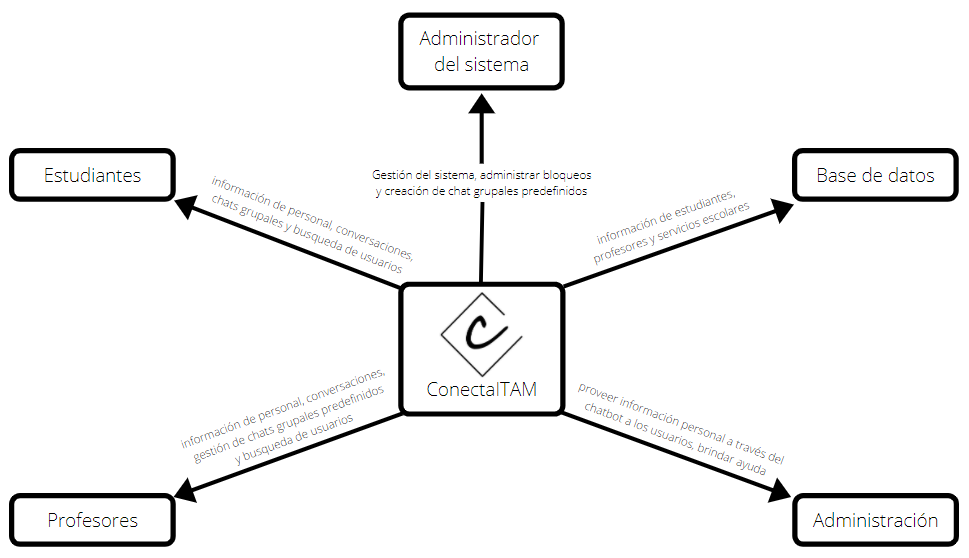 Administrador
del sistema
Estudiantes
Base de datos
Gestión del sistema, administrar bloqueos
y creación de chat grupales predefinidos
información de personal, conversaciones,
chats grupales y busqueda de usuarios
información de estudiantes,
profesores y servicios escolares
C
ConectaITAM
información de personal, conversaciones,
gestión de chats grupales predefinidos
y busqueda de usuarios
proveer información personal a través del
chatbot a los usuarios, brindar ayuda
Profesores
Administración